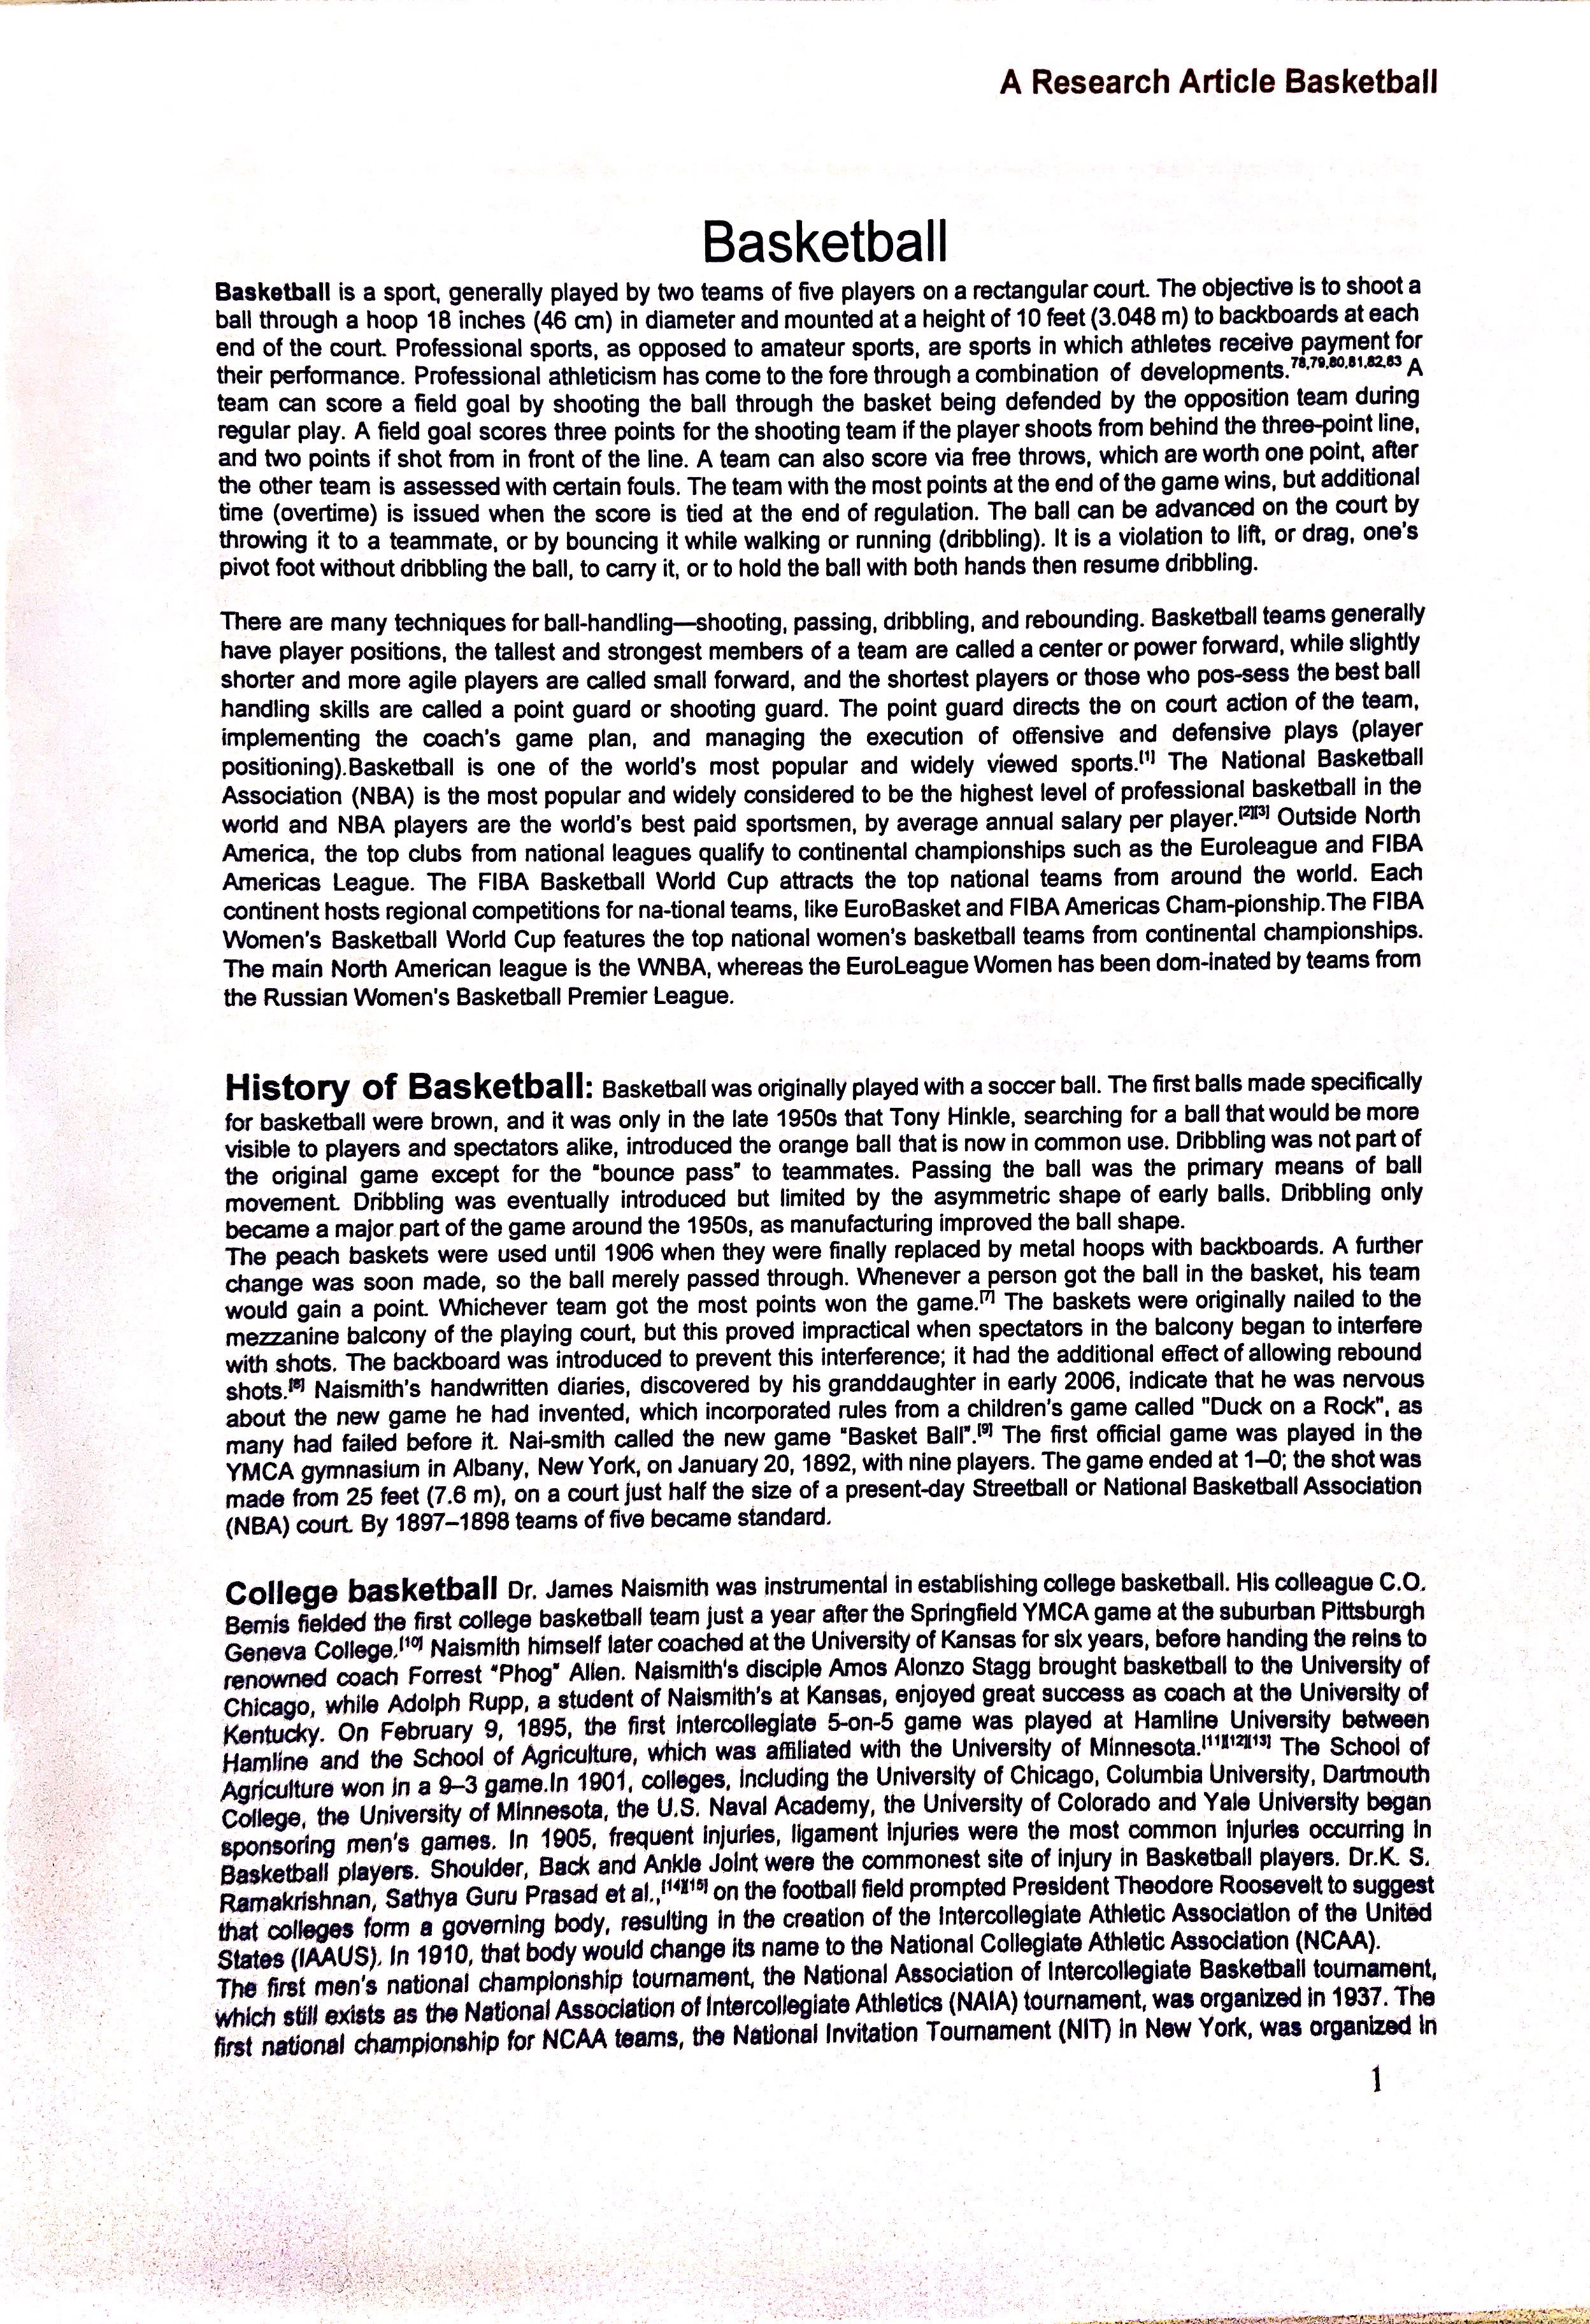 A Research Article Basketball
Basketball
Basketball is a sport, generally played by two teams of five players on a rectangular court. The objective is to shoot a
ball through a hoop 18 inches (46 cm) in diameter and mounted at a height of 10 feet (3.048 m) to backboards at each
end of the court. Professional sports, as opposed to amateur sports, are sports in which athletes receive payment for
their performance. Professional athleticism has come to the fore through a combination of developments.78,79,80,81,82,83 A
team can score a field goal by shooting the ball through the basket being defended by the opposition team during
regular play. A field goal scores three points for the shooting team if the player shoots from behind the three-point line,
and two points if shot from in front of the line. A team can also score via free throws, which are worth one point, after
the other team is assessed with certain fouls. The team with the most points at the end of the game wins, but additional
time (overtime) is issued when the score is tied at the end of regulation. The ball can be advanced on the court by
throwing it to a teammate, or by bouncing it while walking or running (dribbling). It is a violation to lift, or drag, one's
pivot foot without dribbling the ball, to carry it, or to hold the ball with both hands then resume dribbling.
There are many techniques for ball-handling—shooting, passing, dribbling, and rebounding. Basketball teams generally
have player positions, the tallest and strongest members of a team are called a center or power forward, while slightly
shorter and more agile players are called small forward, and the shortest players or those who pos-sess the best ball
handling skills are called a point guard or shooting guard. The point guard directs the on court action of the team,
implementing the coach's game plan, and managing the execution of offensive and defensive plays (player
positioning).Basketball is one of the world's most popular and widely viewed sports.[1] The National Basketball
Association (NBA) is the most popular and widely considered to be the highest level of professional basketball in the
world and NBA players are the world's best paid sportsmen, by average annual salary per player.[2][3] Outside North
America, the top clubs from national leagues qualify to continental championships such as the Euroleague and FIBA
Americas League. The FIBA Basketball World Cup attracts the top national teams from around the world. Each
continent hosts regional competitions for na-tional teams, like EuroBasket and FIBA Americas Cham-pionship.The FIBA
Women's Basketball World Cup features the top national women's basketball teams from continental championships.
The main North American league is the WNBA, whereas the EuroLeague Women has been dom-inated by teams from
the Russian Women's Basketball Premier League.
History of Basketball: Basketball was originally played with a soccer ball. The first balls made specifically
for basketball were brown, and it was only in the late 1950s that Tony Hinkle, searching for a ball that would be more
visible to players and spectators alike, introduced the orange ball that is now in common use. Dribbling was not part of
the original game except for the "bounce pass" to teammates. Passing the ball was the primary means of ball
movement. Dribbling was eventually introduced but limited by the asymmetric shape of early balls. Dribbling only
became a major part of the game around the 1950s, as manufacturing improved the ball shape.
The peach baskets were used until 1906 when they were finally replaced by metal hoops with backboards. A further
change was soon made, so the ball merely passed through. Whenever a person got the ball in the basket, his team
would gain a point. Whichever team got the most points won the game.[7] The baskets were originally nailed to the
mezzanine balcony of the playing court, but this proved impractical when spectators in the balcony began to interfere
with shots. The backboard was introduced to prevent this interference; it had the additional effect of allowing rebound
shots.[8] Naismith's handwritten diaries, discovered by his granddaughter in early 2006, indicate that he was nervous
about the new game he had invented, which incorporated rules from a children's game called "Duck on a Rock", as
many had failed before it. Nai-smith called the new game "Basket Ball".[9] The first official game was played in the
YMCA gymnasium in Albany, New York, on January 20, 1892, with nine players. The game ended at 1–0; the shot was
made from 25 feet (7.6 m), on a court just half the size of a present-day Streetball or National Basketball Association
(NBA) court. By 1897–1898 teams of five became standard.
College basketball Dr. James Naismith was instrumental in establishing college basketball. His colleague C.O.
Bemis fielded the first college basketball team just a year after the Springfield YMCA game at the suburban Pittsburgh
Geneva College.[10] Naismith himself later coached at the University of Kansas for six years, before handing the reins to
renowned coach Forrest "Phog" Allen. Naismith's disciple Amos Alonzo Stagg brought basketball to the University of
Chicago, while Adolph Rupp, a student of Naismith's at Kansas, enjoyed great success as coach at the University of
Kentucky. On February 9, 1895, the first intercollegiate 5-on-5 game was played at Hamline University between
Hamline and the School of Agriculture, which was affiliated with the University of Minnesota.[11][12][13] The School of
Agriculture won in a 9–3 game.In 1901, colleges, including the University of Chicago, Columbia University, Dartmouth
College, the University of Minnesota, the U.S. Naval Academy, the University of Colorado and Yale University began
sponsoring men's games. In 1905, frequent injuries, ligament injuries were the most common injuries occurring in
Basketball players. Shoulder, Back and Ankle Joint were the commonest site of injury in Basketball players. Dr.K. S.
Ramakrishnan, Sathya Guru Prasad et al.,[14][15] on the football field prompted President Theodore Roosevelt to suggest
that colleges form a governing body, resulting in the creation of the Intercollegiate Athletic Association of the United
States (IAAUS). In 1910, that body would change its name to the National Collegiate Athletic Association (NCAA).
The first men's national championship tournament, the National Association of Intercollegiate Basketball tournament,
which still exists as the National Association of Intercollegiate Athletics (NAIA) tournament, was organized in 1937. The
first national championship for NCAA teams, the National Invitation Tournament (NIT) in New York, was organized in
1